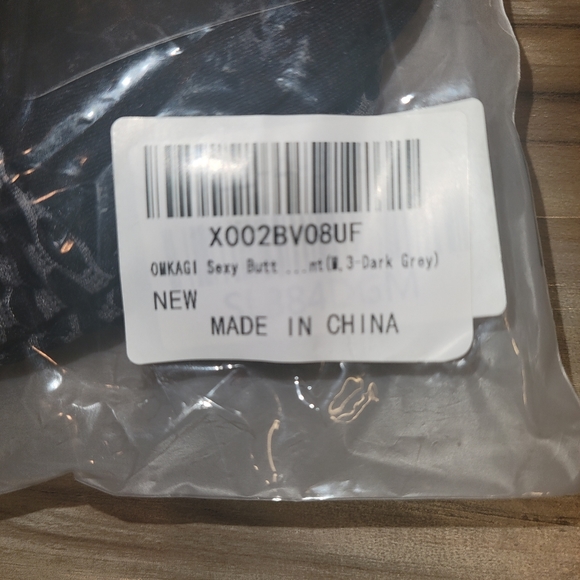 X002BV08UF
OMKAGI Sexy Butt ...mt(M,3-Dark Grey)
NEW
MADE IN CHINA